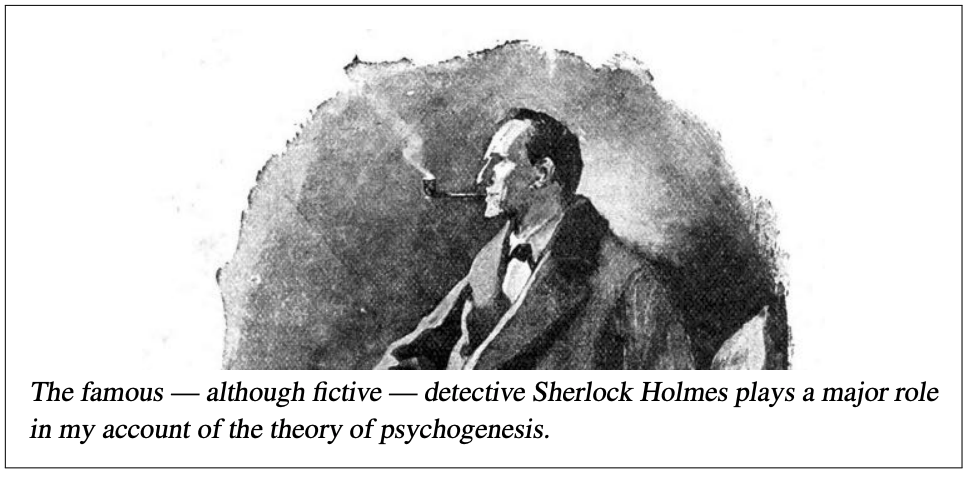 The famous — although fictive — detective Sherlock Holmes plays a major role
in my account of the theory of psychogenesis.